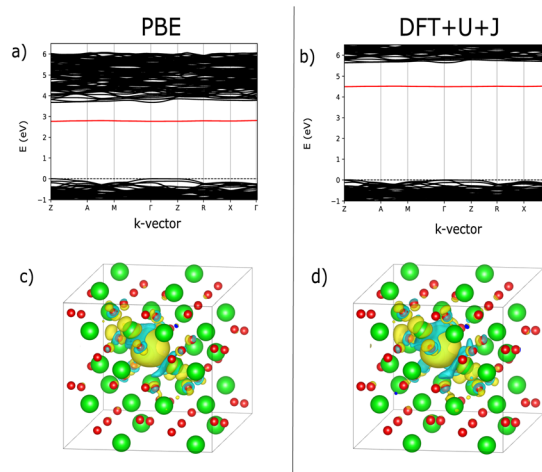 PBE
DFT+U+J
a)
b)
6
5
4
3
2
1
0
−1
E (eV)
Z A M Γ Z R X Γ
k-vector
6
5
4
3
2
1
0
−1
E (eV)
Z A M Γ Z R X
k-vector
c)
d)